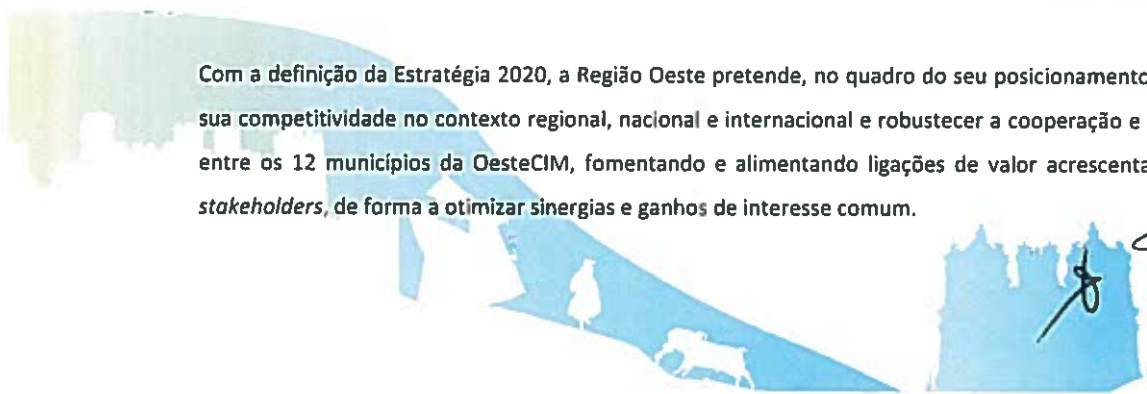 Com a definição da Estratégia 2020, a Região Oeste pretende, no quadro do seu posicionamento
sua competitividade no contexto regional, nacional e internacional e robustecer a cooperação e
entre os 12 municípios da OesteCIM, fomentando e alimentando ligações de valor acrescenta
stakeholders, de forma a otimizar sinergias e ganhos de interesse comum.